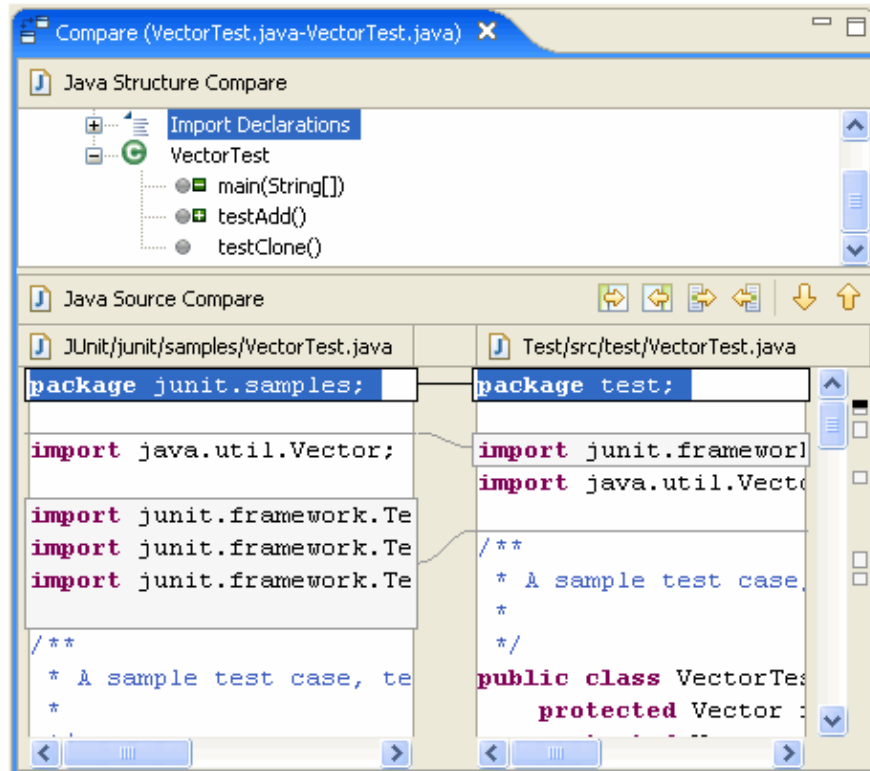 Compare (VectorTest.java-VectorTest.java)
Java Structure Compare
Import Declarations
VectorTest
main(String[])
testAdd()
testClone()
Java Source Compare
JUnit/junit/samples/VectorTest.java
package junit.samples;
import java.util.Vector;
import junit.framework.Te
import junit.framework.Te
import junit.framework.Te
/**
* A sample test case, te
*
Test/src/test/VectorTest.java
package test;
import junit.framework
import java.util.Vecto
/**
* A sample test case,
*
*/
public class VectorTes
protected Vector